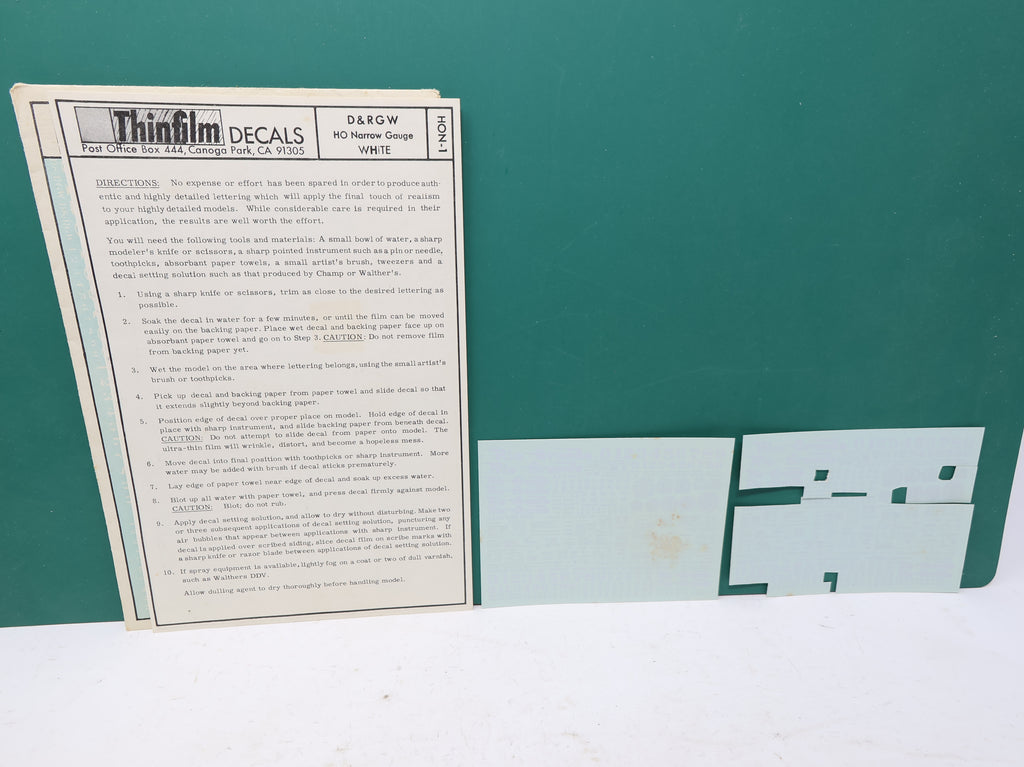 Thinfilm DECALS
Post Office Box 444, Canoga Park, CA 91305
D&RGW
HO Narrow Gauge
WHITE
HON-1
DIRECTIONS: No expense or effort has been spared in order to produce auth-
entic and highly detailed lettering which will apply the final touch of realism
to your highly detailed models. While considerable care is required in their
application, the results are well worth the effort.
You will need the following tools and materials: A small bowl of water, a sharp
modeler's knife or scissors, a sharp pointed instrument such as a pin or needle,
toothpicks, absorbant paper towels, a small artist's brush, tweezers and a
decal setting solution such as that produced by Champ or Walther's.
1. Using a sharp knife or scissors, trim as close to the desired lettering as
possible.
2. Soak the decal in water for a few minutes, or until the film can be moved
easily on the backing paper. Place wet decal and backing paper face up on
absorbant paper towel and go on to Step 3. CAUTION: Do not remove film
from backing paper yet.
3. Wet the model on the area where lettering belongs, using the small artist's
brush or toothpicks.
4. Pick up decal and backing paper from paper towel and slide decal so that
it extends slightly beyond backing paper.
5. Position edge of decal over proper place on model. Hold edge of decal in
place with sharp instrument, and slide backing paper from beneath decal.
CAUTION: Do not attempt to slide decal from paper onto model. The
ultra-thin film will wrinkle, distort, and become a hopeless mess.
6. Move decal into final position with toothpicks or sharp instrument. More
water may be added with brush if decal sticks prematurely.
7. Lay edge of paper towel near edge of decal and soak up excess water.
8. Blot up all water with paper towel, and press decal firmly against model.
CAUTION: Blot; do not rub.
9. Apply decal setting solution, and allow to dry without disturbing. Make two
or three subsequent applications of decal setting solution, puncturing any
air bubbles that appear between applications with sharp instrument. If
decal is applied over scribed siding, slice decal film on scribe marks with
a sharp knife or razor blade between applications of decal setting solution.
10. If spray equipment is available, lightly fog on a coat or two of dull varnish,
such as Walthers DDV.
Allow dulling agent to dry thoroughly before handling model.